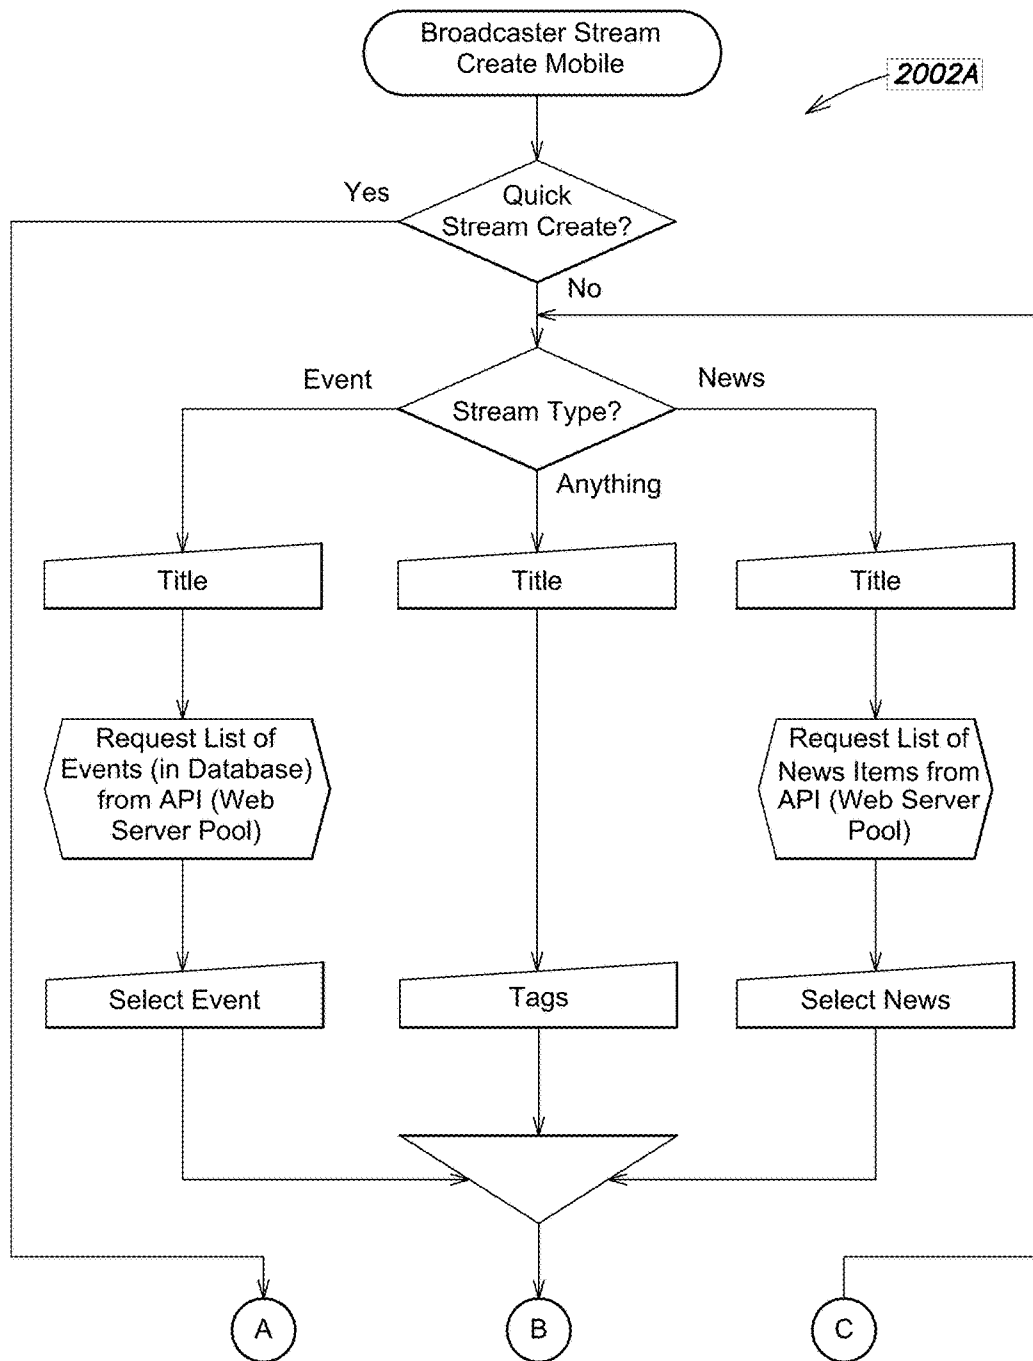 Broadcaster Stream
Create Mobile
2002A
Yes
Quick
Stream Create?
No
Event
News
Stream Type?
Anything
Title
Title
Title
Request List of
Events (in Database)
from API (Web
Server Pool)
Request List of
News Items from
API (Web Server
Pool)
Select Event
Tags
Select News
A
B
C